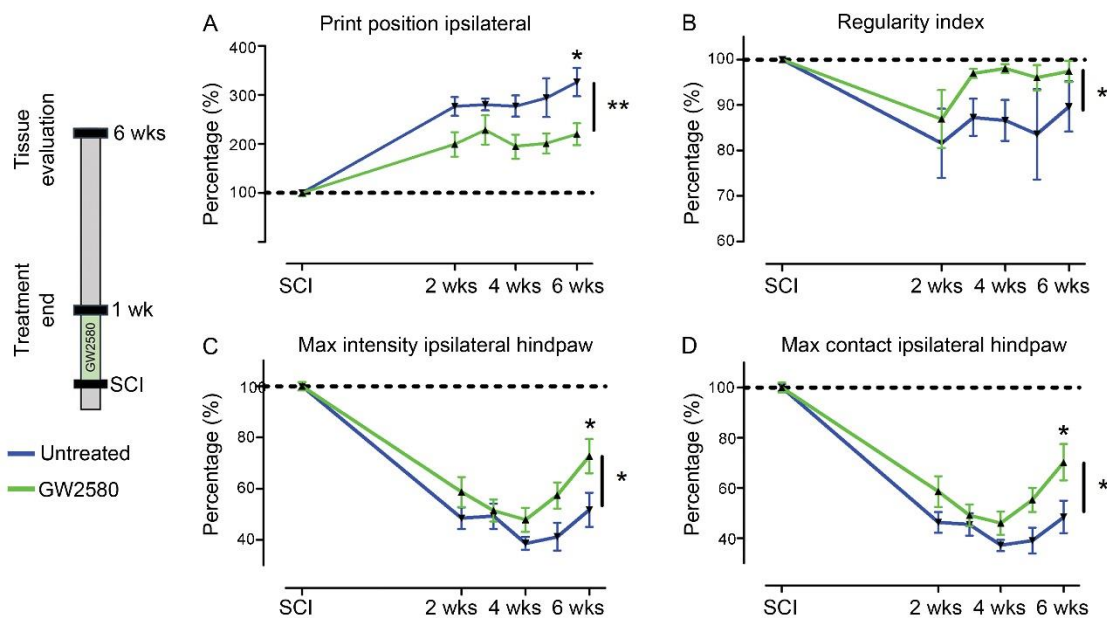 Tissue
evaluation
6 wks
Treatment
end
1 wk
GW2580
SCI
Untreated
GW2580
A
Print position ipsilateral
Percentage (%)
400
300
200
100
*
**
SCI
2 wks
4 wks
6 wks
B
Regularity index
Percentage (%)
100
90
80
70
60
*
SCI
2 wks
4 wks
6 wks
C
Max intensity ipsilateral hindpaw
Percentage (%)
100
80
60
40
*
*
SCI
2 wks
4 wks
6 wks
D
Max contact ipsilateral hindpaw
Percentage (%)
100
80
60
40
*
*
SCI
2 wks
4 wks
6 wks